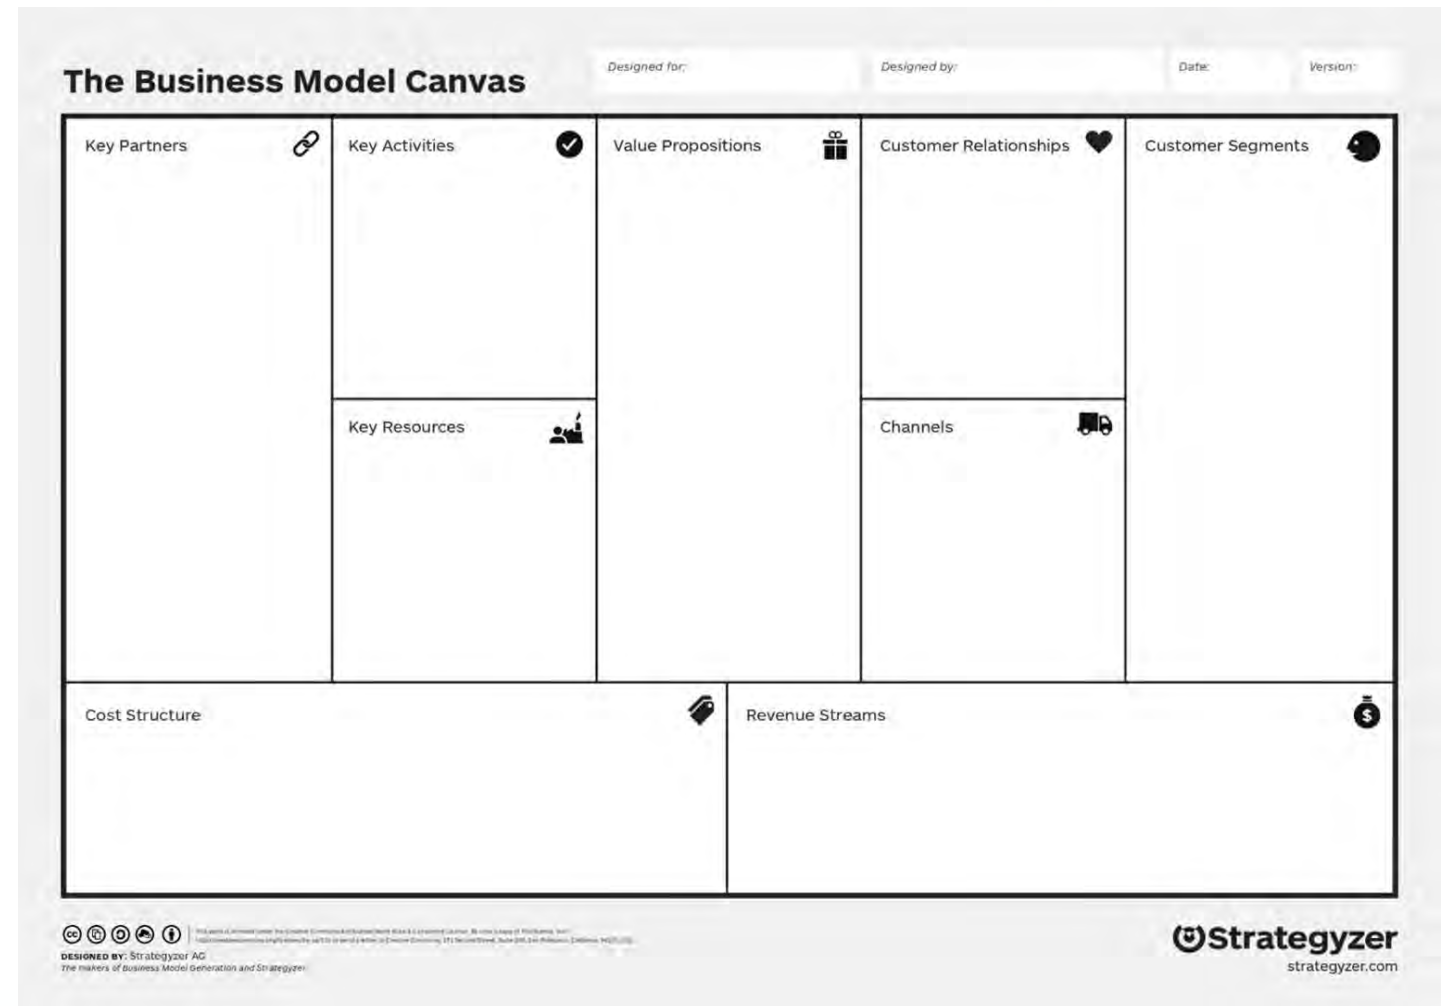 The Business Model Canvas
Designed for:
Designed by:
Date:
Version:
Key Partners
Key Activities
Value Propositions
Customer Relationships
Customer Segments
Key Resources
Channels
Cost Structure
Revenue Streams
$
cc
DESIGNED BY: Strategyzer AG
The makers of Business Model Generation and Strategyzer
Strategyzer
strategyzer.com